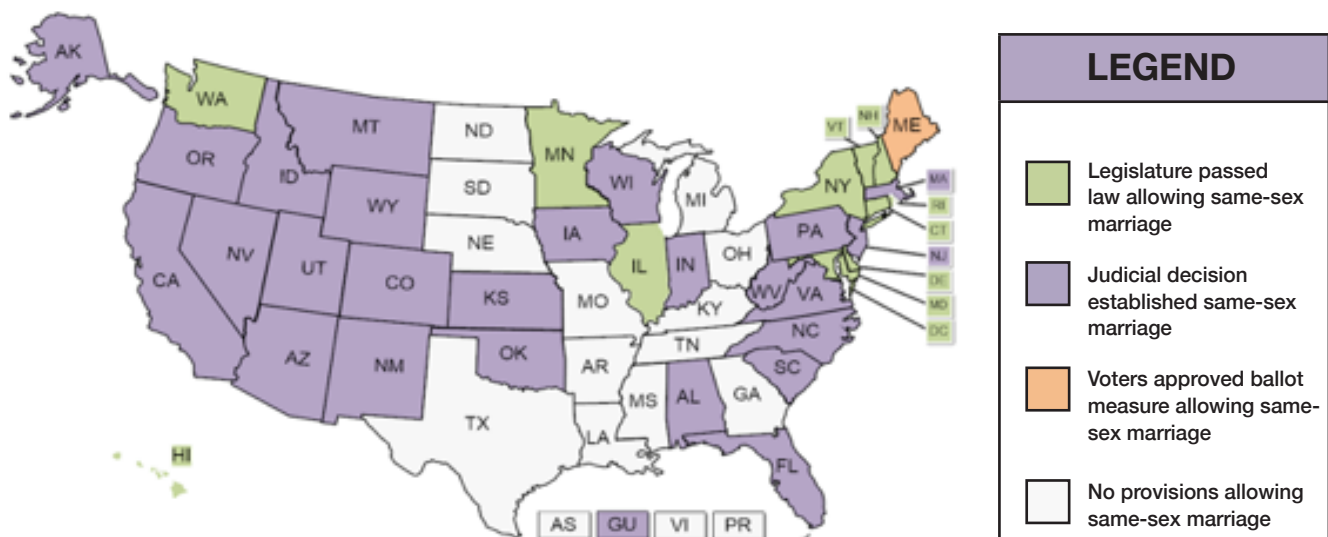 AK
WA
OR
ID
MT
ND
SD
WY
NE
MN
WI
IA
MI
VT
NH
ME
NY
MA
RI
CT
NJ
DE
MD
DC
PA
OH
IN
IL
CA
NV
UT
CO
KS
MO
KY
WV
VA
AZ
NM
OK
AR
TN
NC
SC
TX
LA
MS
AL
GA
FL
HI
AS
GU
VI
PR
LEGEND
Legislature passed
law allowing same-sex
marriage
Judicial decision
established same-sex
marriage
Voters approved ballot
measure allowing same-
sex marriage
No provisions allowing
same-sex marriage